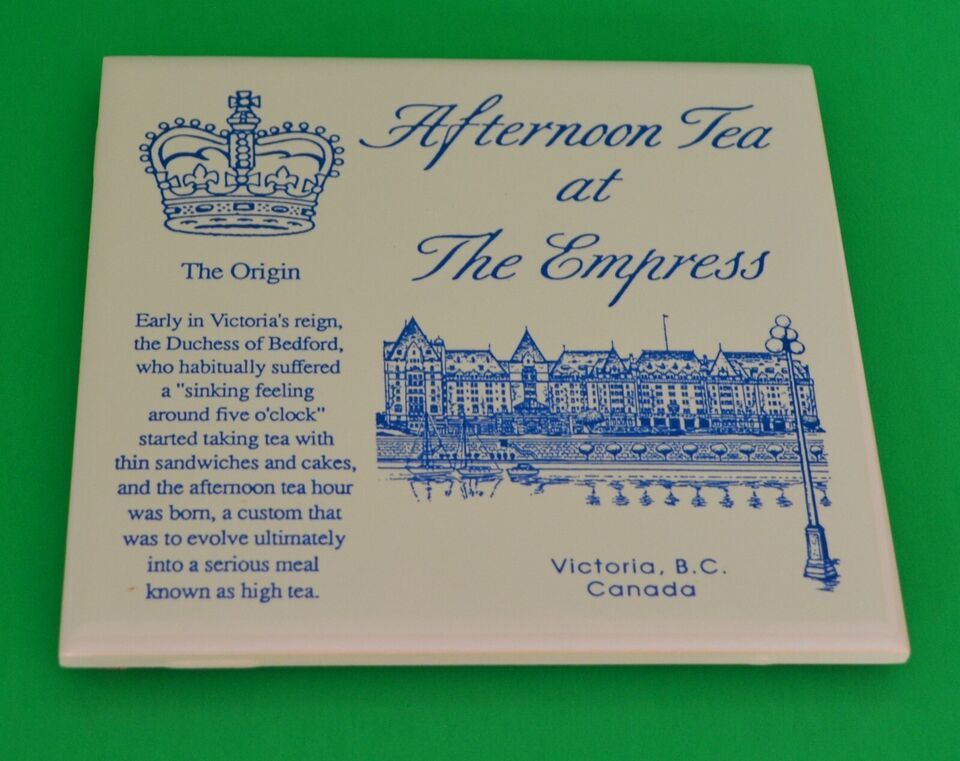 Afternoon Tea
at
The Empress
The Origin
Early in Victoria's reign,
the Duchess of Bedford,
who habitually suffered
a "sinking feeling
around five o'clock"
started taking tea with
thin sandwiches and cakes,
and the afternoon tea hour
was born, a custom that
was to evolve ultimately
into a serious meal
known as high tea.
Victoria, B.C.
Canada